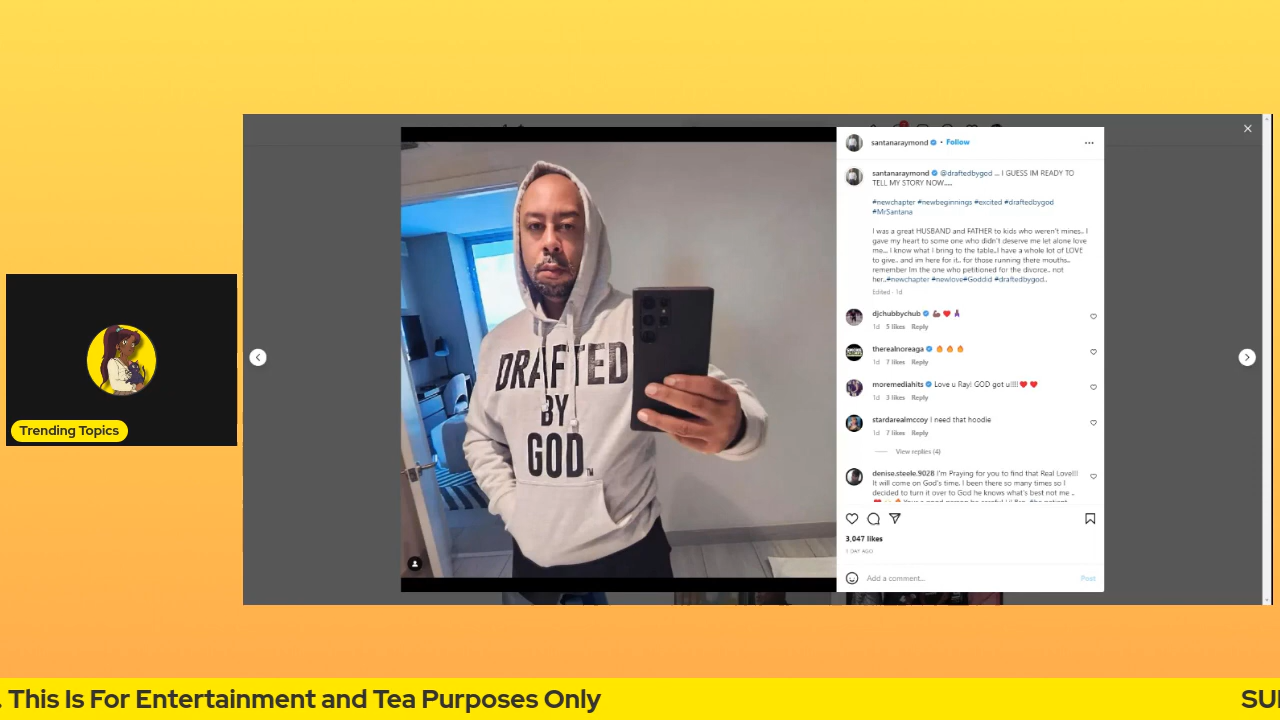 DRAFTED
BY
GOD
TM
santanaraymond • Follow
santanaraymond @draftedbygod ... I GUESS IM READY TO
TELL MY STORY NOW.....
#newchapter #newbeginnings #excited #draftedbygod
#MrSantana
I was a great HUSBAND and FATHER to kids who weren't mines.. I
gave my heart to some one who didn't deserve me let alone love
me... I know what I bring to the table..I have a whole lot of LOVE
to give.. and im here for it.. for those running there mouths..
remember Im the one who petitioned for the divorce.. not
her..#newchapter #newlove#Goddid #draftedbygod..
Edited · 1d
djchubbychub
1d 5 likes Reply
therealnoreaga
1d 7 likes Reply
moremediahits Love u Ray! GOD got u!!!!
1d 3 likes Reply
stardarealmccoy I need that hoodie
1d 7 likes Reply
View replies (4)
denise.steele.9028 I'm Praying for you to find that Real Love!!!
It will come on God's time, I been there so many times so I
decided to turn it over to God he knows what's best not me ..
3,047 likes
1 DAY AGO
Add a comment...
Post
Trending Topics
. This Is For Entertainment and Tea Purposes Only